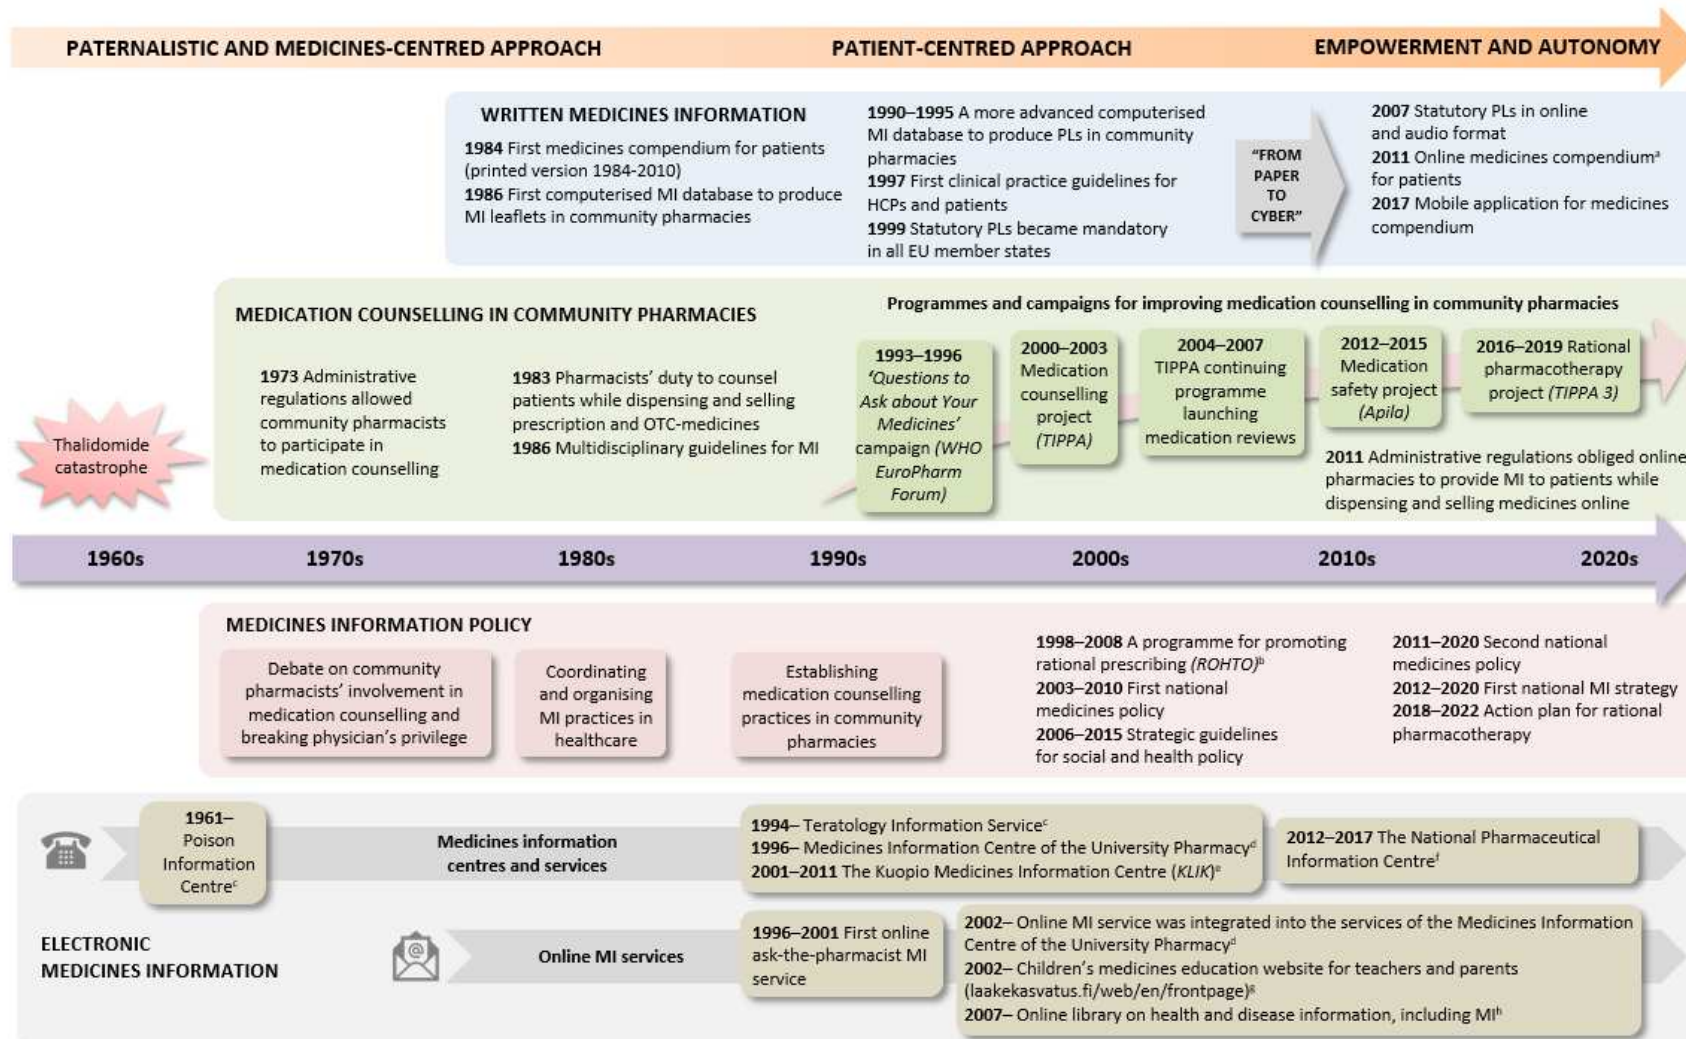 PATERNALISTIC AND MEDICINES-CENTRED APPROACH
PATIENT-CENTRED APPROACH
EMPOWERMENT AND AUTONOMY
WRITTEN MEDICINES INFORMATION
1984 First medicines compendium for patients
(printed version 1984-2010)
1986 First computerised MI database to produce
MI leaflets in community pharmacies
1990–1995 A more advanced computerised
MI database to produce PLs in community
pharmacies
1997 First clinical practice guidelines for
HCPs and patients
1999 Statutory PLs became mandatory
in all EU member states
"FROM
PAPER
TO
CYBER"
2007 Statutory PLs in online
and audio format
2011 Online medicines compendiumᵃ
for patients
2017 Mobile application for medicines
compendium
MEDICATION COUNSELLING IN COMMUNITY PHARMACIES
Programmes and campaigns for improving medication counselling in community pharmacies
Thalidomide
catastrophe
1973 Administrative
regulations allowed
community pharmacists
to participate in
medication counselling
1983 Pharmacists' duty to counsel
patients while dispensing and selling
prescription and OTC-medicines
1986 Multidisciplinary guidelines for MI
1993–1996
'Questions to
Ask about Your
Medicines'
campaign (WHO
EuroPharm
Forum)
2000–2003
Medication
counselling
project
(TIPPA)
2004–2007
TIPPA continuing
programme
launching
medication reviews
2012–2015
Medication
safety project
(Apila)
2016–2019 Rational
pharmacotherapy
project (TIPPA 3)
2011 Administrative regulations obliged online
pharmacies to provide MI to patients while
dispensing and selling medicines online
1960s
1970s
1980s
1990s
2000s
2010s
2020s
MEDICINES INFORMATION POLICY
Debate on community
pharmacists' involvement in
medication counselling and
breaking physician's privilege
Coordinating
and organising
MI practices in
healthcare
Establishing
medication counselling
practices in community
pharmacies
1998–2008 A programme for promoting
rational prescribing (ROHTO)ᵇ
2003–2010 First national
medicines policy
2006–2015 Strategic guidelines
for social and health policy
2011–2020 Second national
medicines policy
2012–2020 First national MI strategy
2018–2022 Action plan for rational
pharmacotherapy
1961–
Poison
Information
Centreᶜ
Medicines information
centres and services
1994– Teratology Information Serviceᶜ
1996– Medicines Information Centre of the University Pharmacyᵈ
2001–2011 The Kuopio Medicines Information Centre (KLIK)ᵉ
2012–2017 The National Pharmaceutical
Information Centreᶠ
ELECTRONIC
MEDICINES INFORMATION
@
Online MI services
1996–2001 First online
ask-the-pharmacist MI
service
2002– Online MI service was integrated into the services of the Medicines Information
Centre of the University Pharmacyᵈ
2002– Children's medicines education website for teachers and parents
(laakekasvatus.fi/web/en/frontpage)ᵍ
2007– Online library on health and disease information, including MIʰ